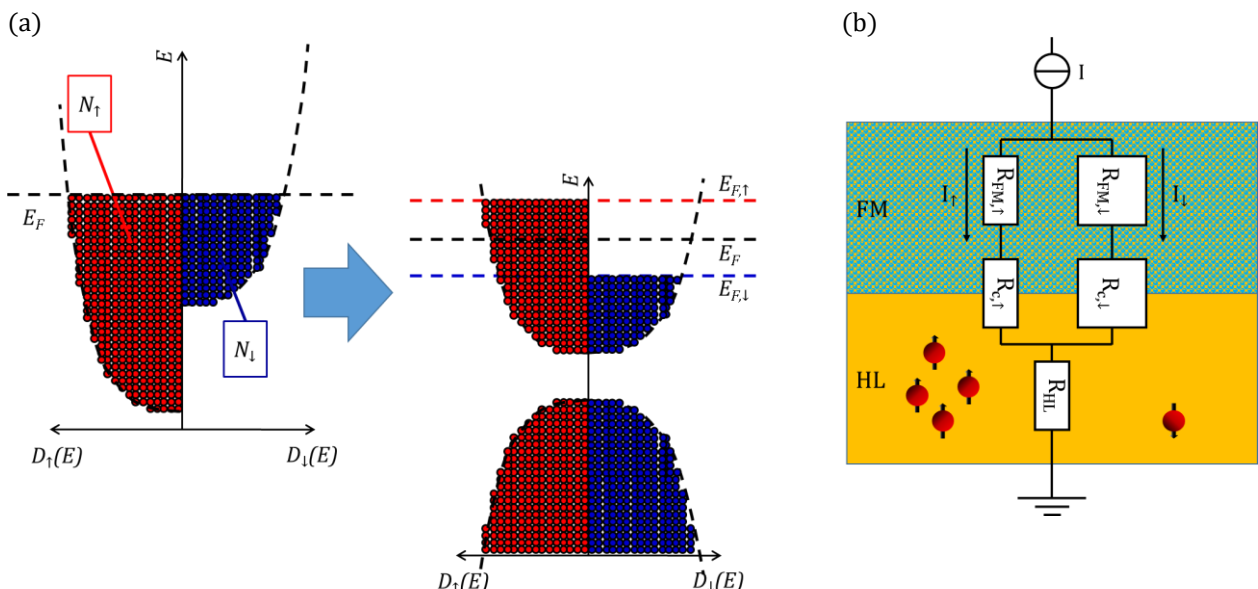 (a)
E
N↑
E_F
N↓
D↑(E)
D↓(E)
E
E_F,↑
E_F
E_F,↓
D↑(E)
D↓(E)
(b)
I
FM
I↑
R_FM,↑
R_FM,↓
I↓
R_c,↑
R_c,↓
HL
R_HL